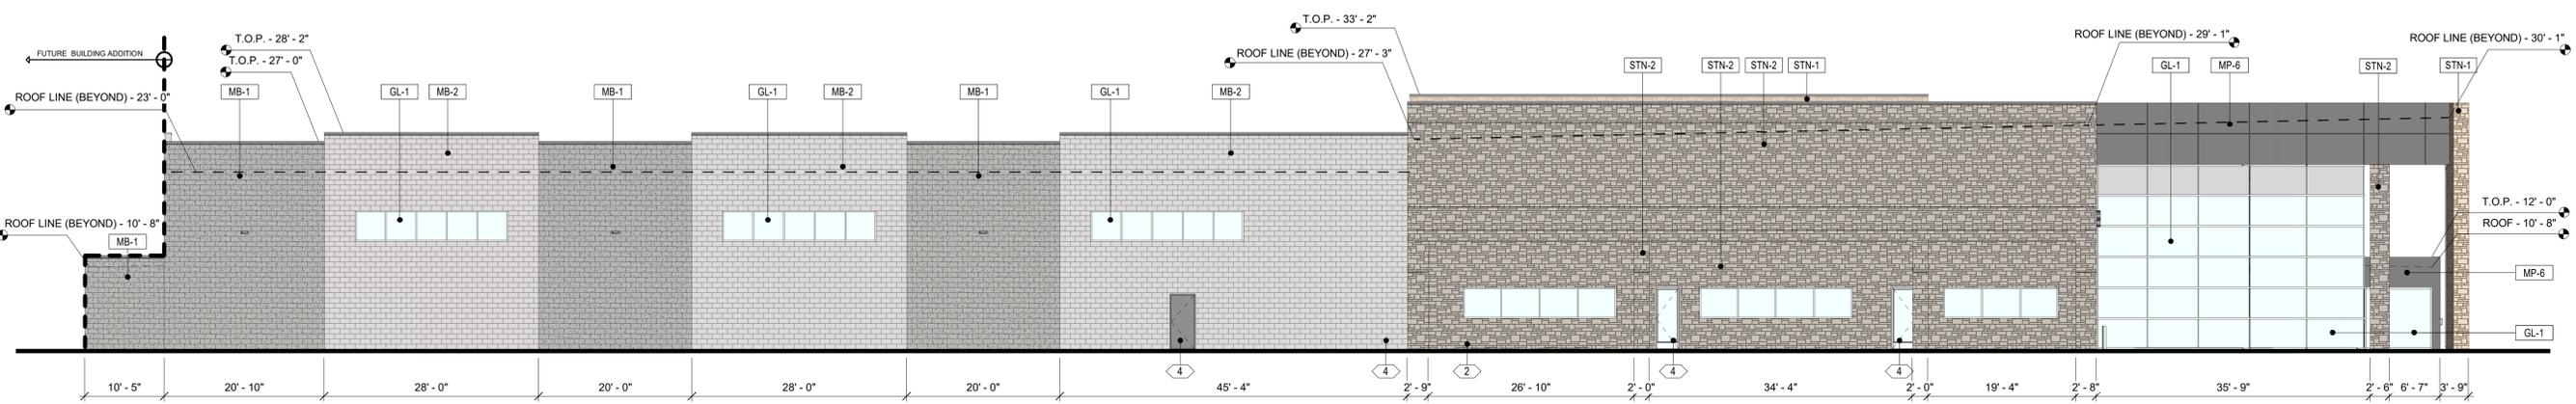 T.O.P. - 33' - 2"
ROOF LINE (BEYOND) - 29' - 1"
T.O.P. - 28' - 2"
ROOF LINE (BEYOND) - 30' - 1"
FUTURE BUILDING ADDITION
ROOF LINE (BEYOND) - 27' - 3"
T.O.P. - 27' - 0"
STN-2 STN-2 STN-2 STN-1 GL-1 MP-6 STN-2 STN-1
MB-1 GL-1 MB-2 MB-1 GL-1 MB-2 MB-1 GL-1 MB-2
ROOF LINE (BEYOND) - 23' - 0"
T.O.P. - 12' - 0"
ROOF LINE (BEYOND) - 10' - 8"
ROOF - 10' - 8"
MB-1
MP-6
GL-1
4 4 2 4 4
10' - 5" 20' - 10" 28' - 0" 20' - 0" 28' - 0" 20' - 0" 45' - 4" 2' - 9" 26' - 10" 2' - 0" 34' - 4" 2' - 0" 19' - 4" 2' - 8" 35' - 9" 2' - 6" 6' - 7" 3' - 9"